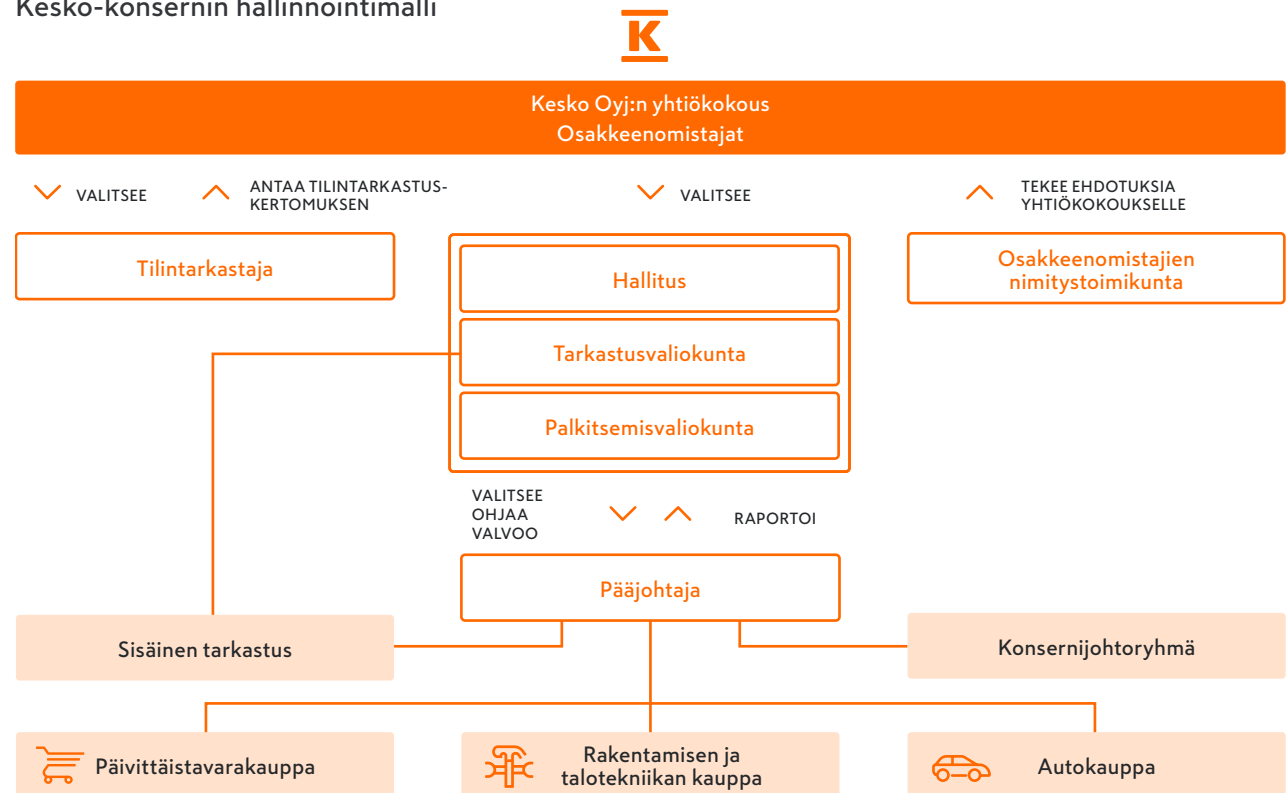 Kesko-konsernin hallinnointimalli
K
Kesko Oyj:n yhtiökokous
Osakkeenomistajat
VALITSEE
ANTAA TILINTARKASTUS-
KERTOMUKSEN
VALITSEE
TEKEE EHDOTUKSIA
YHTIÖKOKOUKSELLE
Tilintarkastaja
Hallitus
Tarkastusvaliokunta
Palkitsemisvaliokunta
Osakkeenomistajien
nimitystoimikunta
VALITSEE
OHJAA
VALVOO
RAPORTOI
Pääjohtaja
Sisäinen tarkastus
Konsernijohtoryhmä
Päivittäistavarakauppa
Rakentamisen ja
talotekniikan kauppa
Autokauppa